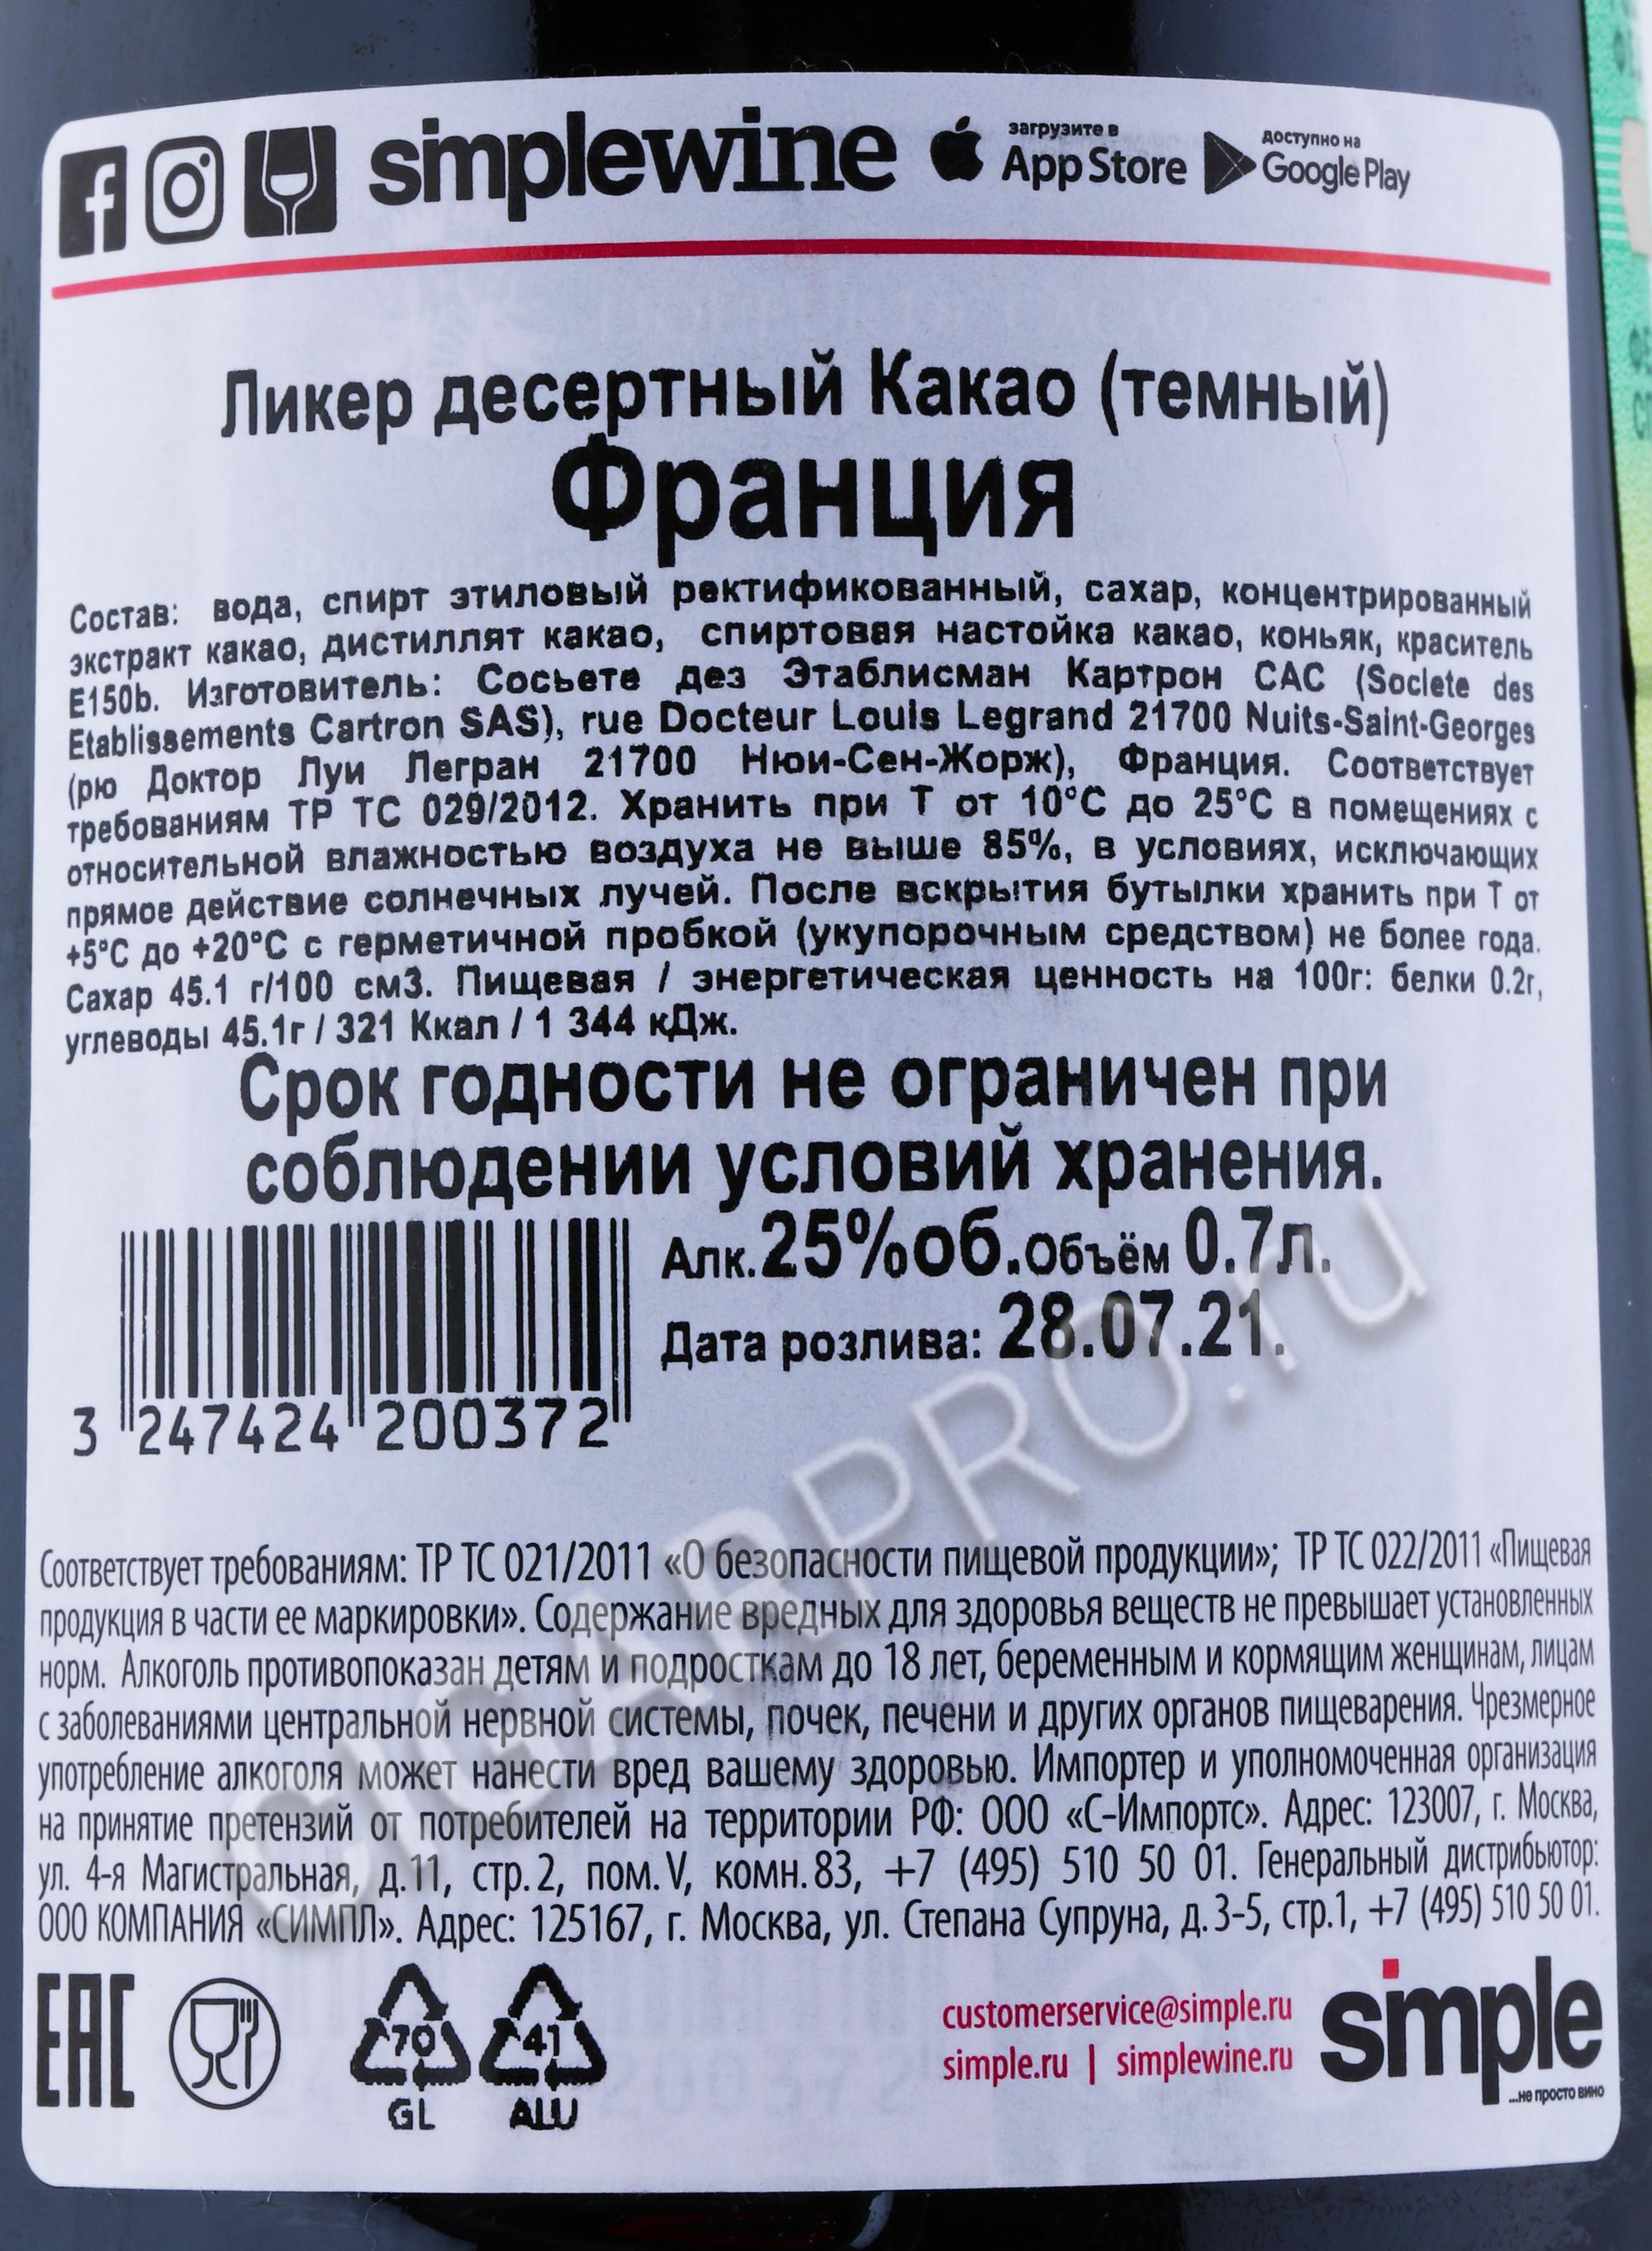 simplewine
загрузите в
App Store
доступно на
Google Play
Ликер десертный Какао (темный)
Франция
Состав: вода, спирт этиловый ректификованный, сахар, концентрированный
экстракт какао, дистиллят какао, спиртовая настойка какао, коньяк, краситель
E150b. Изготовитель: Сосьете дез Этаблисман Картрон САС (Societe des
Etablissements Cartron SAS), rue Docteur Louis Legrand 21700 Nuits-Saint-Georges
(рю Доктор Луи Легран 21700 Нюи-Сен-Жорж), Франция. Соответствует
требованиям ТР ТС 029/2012. Хранить при Т от 10°С до 25°С в помещениях с
относительной влажностью воздуха не выше 85%, в условиях, исключающих
прямое действие солнечных лучей. После вскрытия бутылки хранить при Т от
+5°С до +20°С с герметичной пробкой (укупорочным средством) не более года.
Сахар 45.1 г/100 см3. Пищевая / энергетическая ценность на 100г: белки 0.2г,
углеводы 45.1г / 321 Ккал / 1 344 кДж.
Срок годности не ограничен при
соблюдении условий хранения.
Алк.25%об.Объём 0.7л.
Дата розлива: 28.07.21.
3 247424 200372
CIGARPRO.ru
Соответствует требованиям: ТР ТС 021/2011 «О безопасности пищевой продукции»; ТР ТС 022/2011 «Пищевая
продукция в части ее маркировки». Содержание вредных для здоровья веществ не превышает установленных
норм. Алкоголь противопоказан детям и подросткам до 18 лет, беременным и кормящим женщинам, лицам
с заболеваниями центральной нервной системы, почек, печени и других органов пищеварения. Чрезмерное
употребление алкоголя может нанести вред вашему здоровью. Импортер и уполномоченная организация
на принятие претензий от потребителей на территории РФ: ООО «С-Импортс». Адрес: 123007, г. Москва,
ул. 4-я Магистральная, д.11, стр.2, пом.V, комн.83, +7 (495) 510 50 01. Генеральный дистрибьютор:
ООО КОМПАНИЯ «СИМПЛ». Адрес: 125167, г. Москва, ул. Степана Супруна, д.3-5, стр.1, +7 (495) 510 50 01.
EAC
70
GL
41
ALU
customerservice@simple.ru
simple.ru | simplewine.ru
simple
...не просто вино